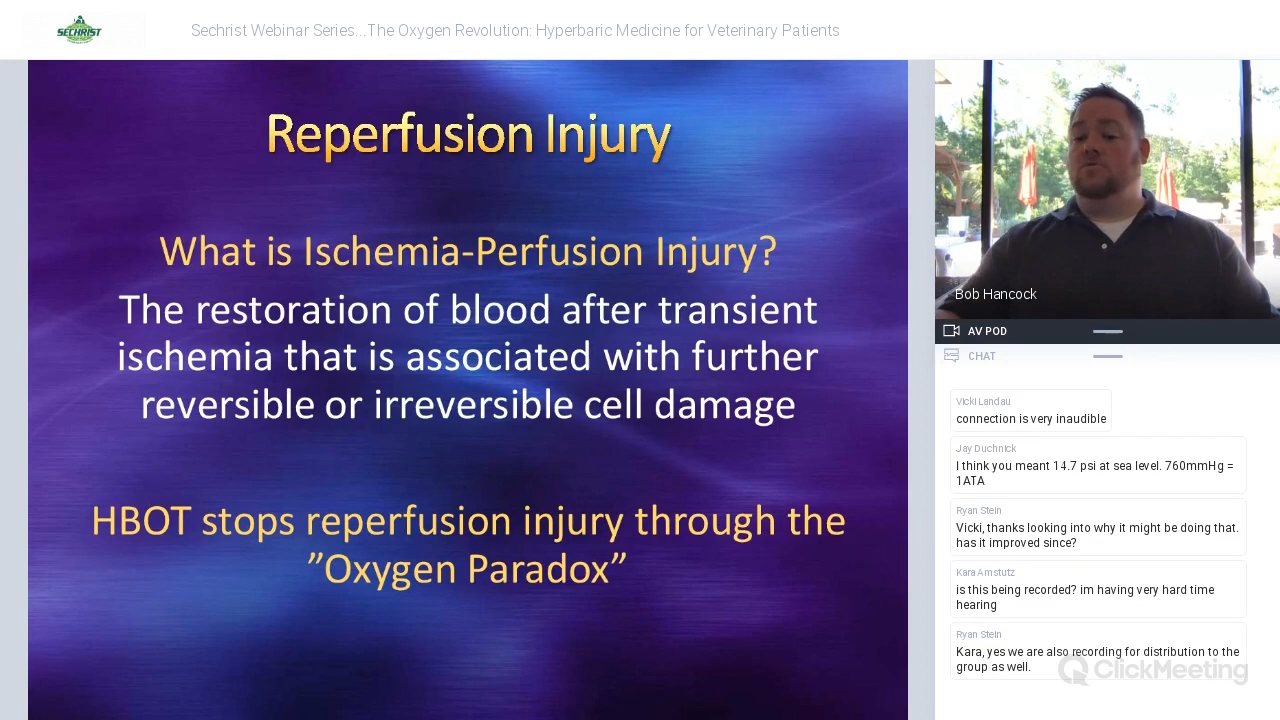 SECHRIST
Sechrist Webinar Series...The Oxygen Revolution: Hyperbaric Medicine for Veterinary Patients
Reperfusion Injury
What is Ischemia-Perfusion Injury?
The restoration of blood after transient
ischemia that is associated with further
reversible or irreversible cell damage
HBOT stops reperfusion injury through the
”Oxygen Paradox”
Bob Hancock
AV POD
CHAT
Vicki Landau
connection is very inaudible
Jay Duchnick
I think you meant 14.7 psi at sea level. 760mmHg =
1ATA
Ryan Stein
Vicki, thanks looking into why it might be doing that.
has it improved since?
Kara Amstutz
is this being recorded? im having very hard time
hearing
Ryan Stein
Kara, yes we are also recording for distribution to the
group as well.
ClickMeeting